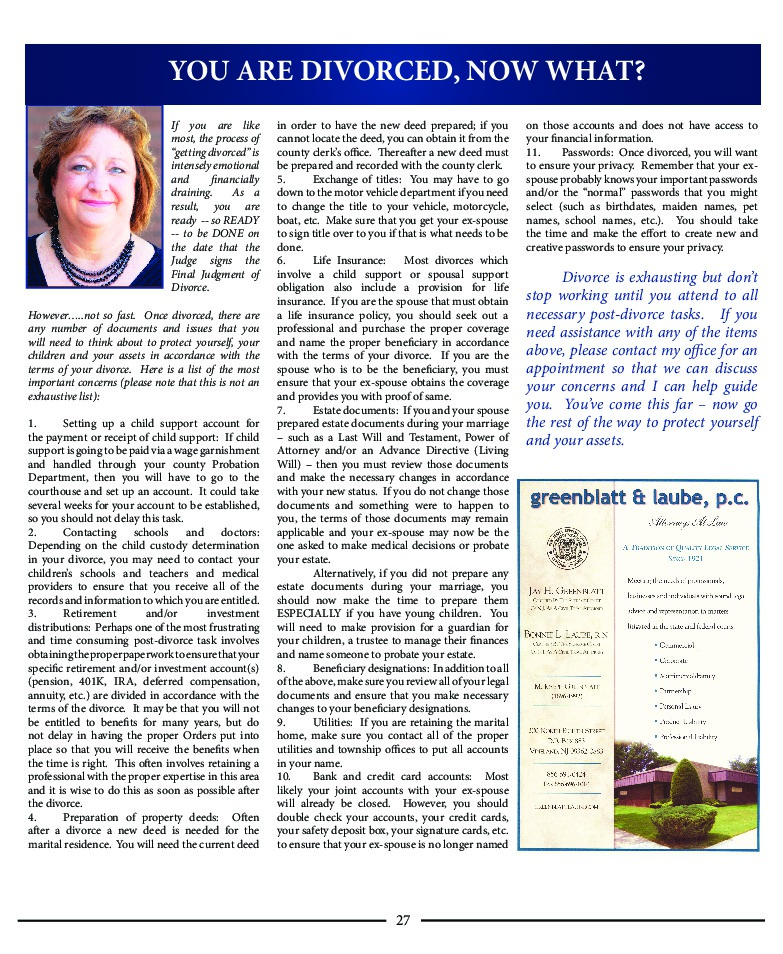 YOU ARE DIVORCED, NOW WHAT?
If you are like
most, the process of
“getting divorced” is
intensely emotional
and financially
draining. As a
result, you are
ready -- so READY
-- to be DONE on
the date that the
Judge signs the
Final Judgment of
Divorce.
However…..not so fast. Once divorced, there are
any number of documents and issues that you
will need to think about to protect yourself, your
children and your assets in accordance with the
terms of your divorce. Here is a list of the most
important concerns (please note that this is not an
exhaustive list):
1. Setting up a child support account for
the payment or receipt of child support: If child
support is going to be paid via a wage garnishment
and handled through your county Probation
Department, then you will have to go to the
courthouse and set up an account. It could take
several weeks for your account to be established,
so you should not delay this task.
2. Contacting schools and doctors:
Depending on the child custody determination
in your divorce, you may need to contact your
children’s schools and teachers and medical
providers to ensure that you receive all of the
records and information to which you are entitled.
3. Retirement and/or investment
distributions: Perhaps one of the most frustrating
and time consuming post-divorce task involves
obtaining the proper paperwork to ensure that your
specific retirement and/or investment account(s)
(pension, 401K, IRA, deferred compensation,
annuity, etc.) are divided in accordance with the
terms of the divorce. It may be that you will not
be entitled to benefits for many years, but do
not delay in having the proper Orders put into
place so that you will receive the benefits when
the time is right. This often involves retaining a
professional with the proper expertise in this area
and it is wise to do this as soon as possible after
the divorce.
4. Preparation of property deeds: Often
after a divorce a new deed is needed for the
marital residence. You will need the current deed
in order to have the new deed prepared; if you
cannot locate the deed, you can obtain it from the
county clerk’s office. Thereafter a new deed must
be prepared and recorded with the county clerk.
5. Exchange of titles: You may have to go
down to the motor vehicle department if you need
to change the title to your vehicle, motorcycle,
boat, etc. Make sure that you get your ex-spouse
to sign title over to you if that is what needs to be
done.
6. Life Insurance: Most divorces which
involve a child support or spousal support
obligation also include a provision for life
insurance. If you are the spouse that must obtain
a life insurance policy, you should seek out a
professional and purchase the proper coverage
and name the proper beneficiary in accordance
with the terms of your divorce. If you are the
spouse who is to be the beneficiary, you must
ensure that your ex-spouse obtains the coverage
and provides you with proof of same.
7. Estate documents: If you and your spouse
prepared estate documents during your marriage
– such as a Last Will and Testament, Power of
Attorney and/or an Advance Directive (Living
Will) – then you must review those documents
and make the necessary changes in accordance
with your new status. If you do not change those
documents and something were to happen to
you, the terms of those documents may remain
applicable and your ex-spouse may now be the
one asked to make medical decisions or probate
your estate.
Alternatively, if you did not prepare any
estate documents during your marriage, you
should now make the time to prepare them
ESPECIALLY if you have young children. You
will need to make provision for a guardian for
your children, a trustee to manage their finances
and name someone to probate your estate.
8. Beneficiary designations: In addition to all
of the above, make sure you review all of your legal
documents and ensure that you make necessary
changes to your beneficiary designations.
9. Utilities: If you are retaining the marital
home, make sure you contact all of the proper
utilities and township offices to put all accounts
in your name.
10. Bank and credit card accounts: Most
likely your joint accounts with your ex-spouse
will already be closed. However, you should
double check your accounts, your credit cards,
your safety deposit box, your signature cards, etc.
to ensure that your ex-spouse is no longer named
on those accounts and does not have access to
your financial information.
11. Passwords: Once divorced, you will want
to ensure your privacy. Remember that your ex-
spouse probably knows your important passwords
and/or the “normal” passwords that you might
select (such as birthdates, maiden names, pet
names, school names, etc.). You should take
the time and make the effort to create new and
creative passwords to ensure your privacy.
Divorce is exhausting but don’t
stop working until you attend to all
necessary post-divorce tasks. If you
need assistance with any of the items
above, please contact my office for an
appointment so that we can discuss
your concerns and I can help guide
you. You’ve come this far – now go
the rest of the way to protect yourself
and your assets.
greenblatt & laube, p.c.
Attorneys At Law
A Tradition of Quality Legal Service
Since 1921
Jay H. Greenblatt
Bonnie L. Laube, R.N.
Meeting the needs of professionals,
businesses and individuals with sound legal
advice and representation in matters
litigated in the state and federal courts.
• Commercial
• Corporate
• Matrimonial/Family
• Partnership
• Personal Injury
• Product Liability
• Professional Liability
27